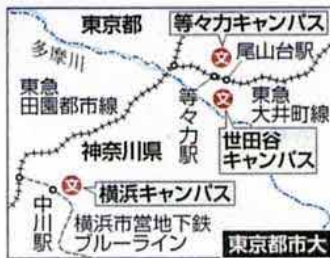 東京都
多摩川
等々力キャンパス
文
尾山台駅
東急
田園都市線
等々力駅
文
東急
大井町線
世田谷
キャンパス
神奈川県
文
横浜キャンパス
中川駅
横浜市営地下鉄
ブルーライン
東京都市大